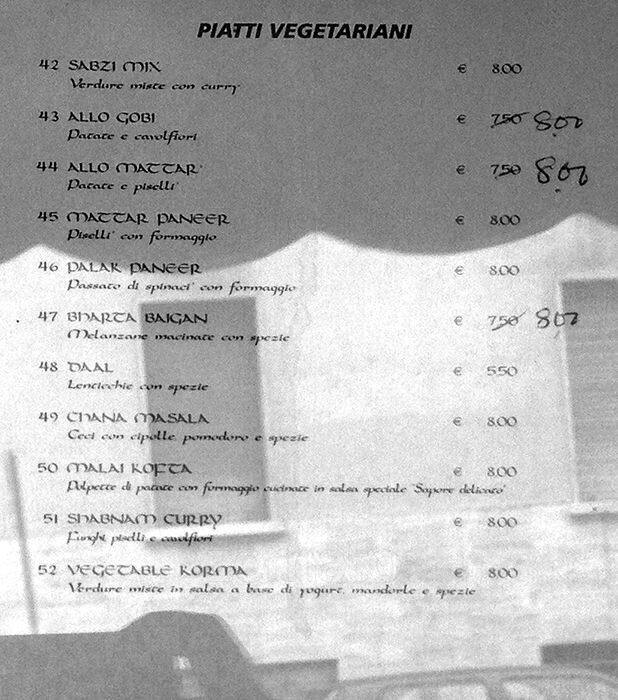 PIATTI VEGETARIANI
42 SABZI MIX € 8.00
Verdure miste con curry
43 ALLO GOBI € 7.50 8.00
Patate e cavolfiori
44 ALLO MATTAR € 7.50 8.00
Patate e piselli
45 MATTAR PANEER € 8.00
Piselli con formaggio
46 PALAK PANEER € 8.00
Passato di spinaci con formaggio
47 BHARTA BAIGAN € 7.50 8.00
Melanzane macinate con spezie
48 DAAL € 5.50
Lenticchie con spezie
49 CHANA MASALA € 8.00
Ceci con cipolle, pomodoro e spezie
50 MALAI KOFTA € 8.00
Polpette di patate con formaggio cucinate in salsa speciale "Sapore delicato"
51 SHABNAM CURRY € 8.00
Funghi, piselli e cavolfiori
52 VEGETABLE KORMA € 8.00
Verdure miste in salsa a base di yogurt, mandorle e spezie